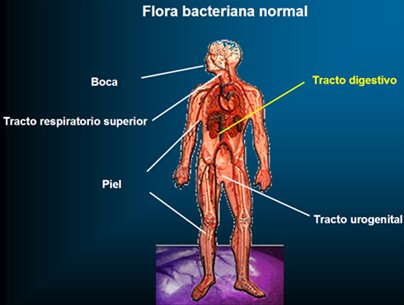 Flora bacteriana normal
Boca
Tracto digestivo
Tracto respiratorio superior
Piel
Tracto urogenital